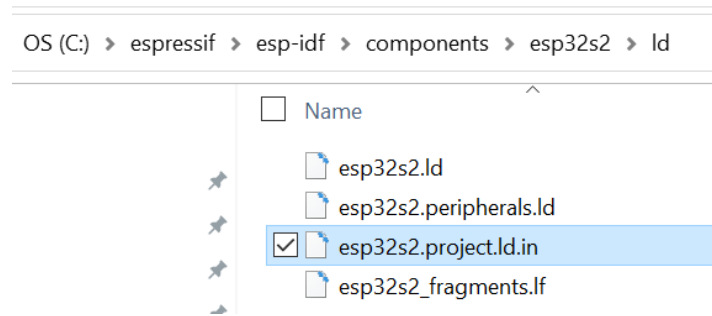 OS (C:) > espressif > esp-idf > components > esp32s2 > ld
Name
esp32s2.ld
esp32s2.peripherals.ld
esp32s2.project.ld.in
esp32s2_fragments.lf